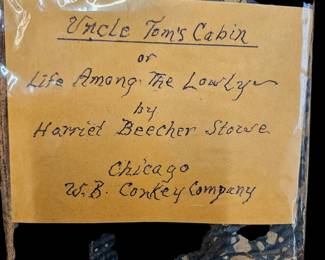 Uncle Tom's Cabin
or
Life Among The Lowly
by
Harriet Beecher Stowe
Chicago
W.B. Conkey Company